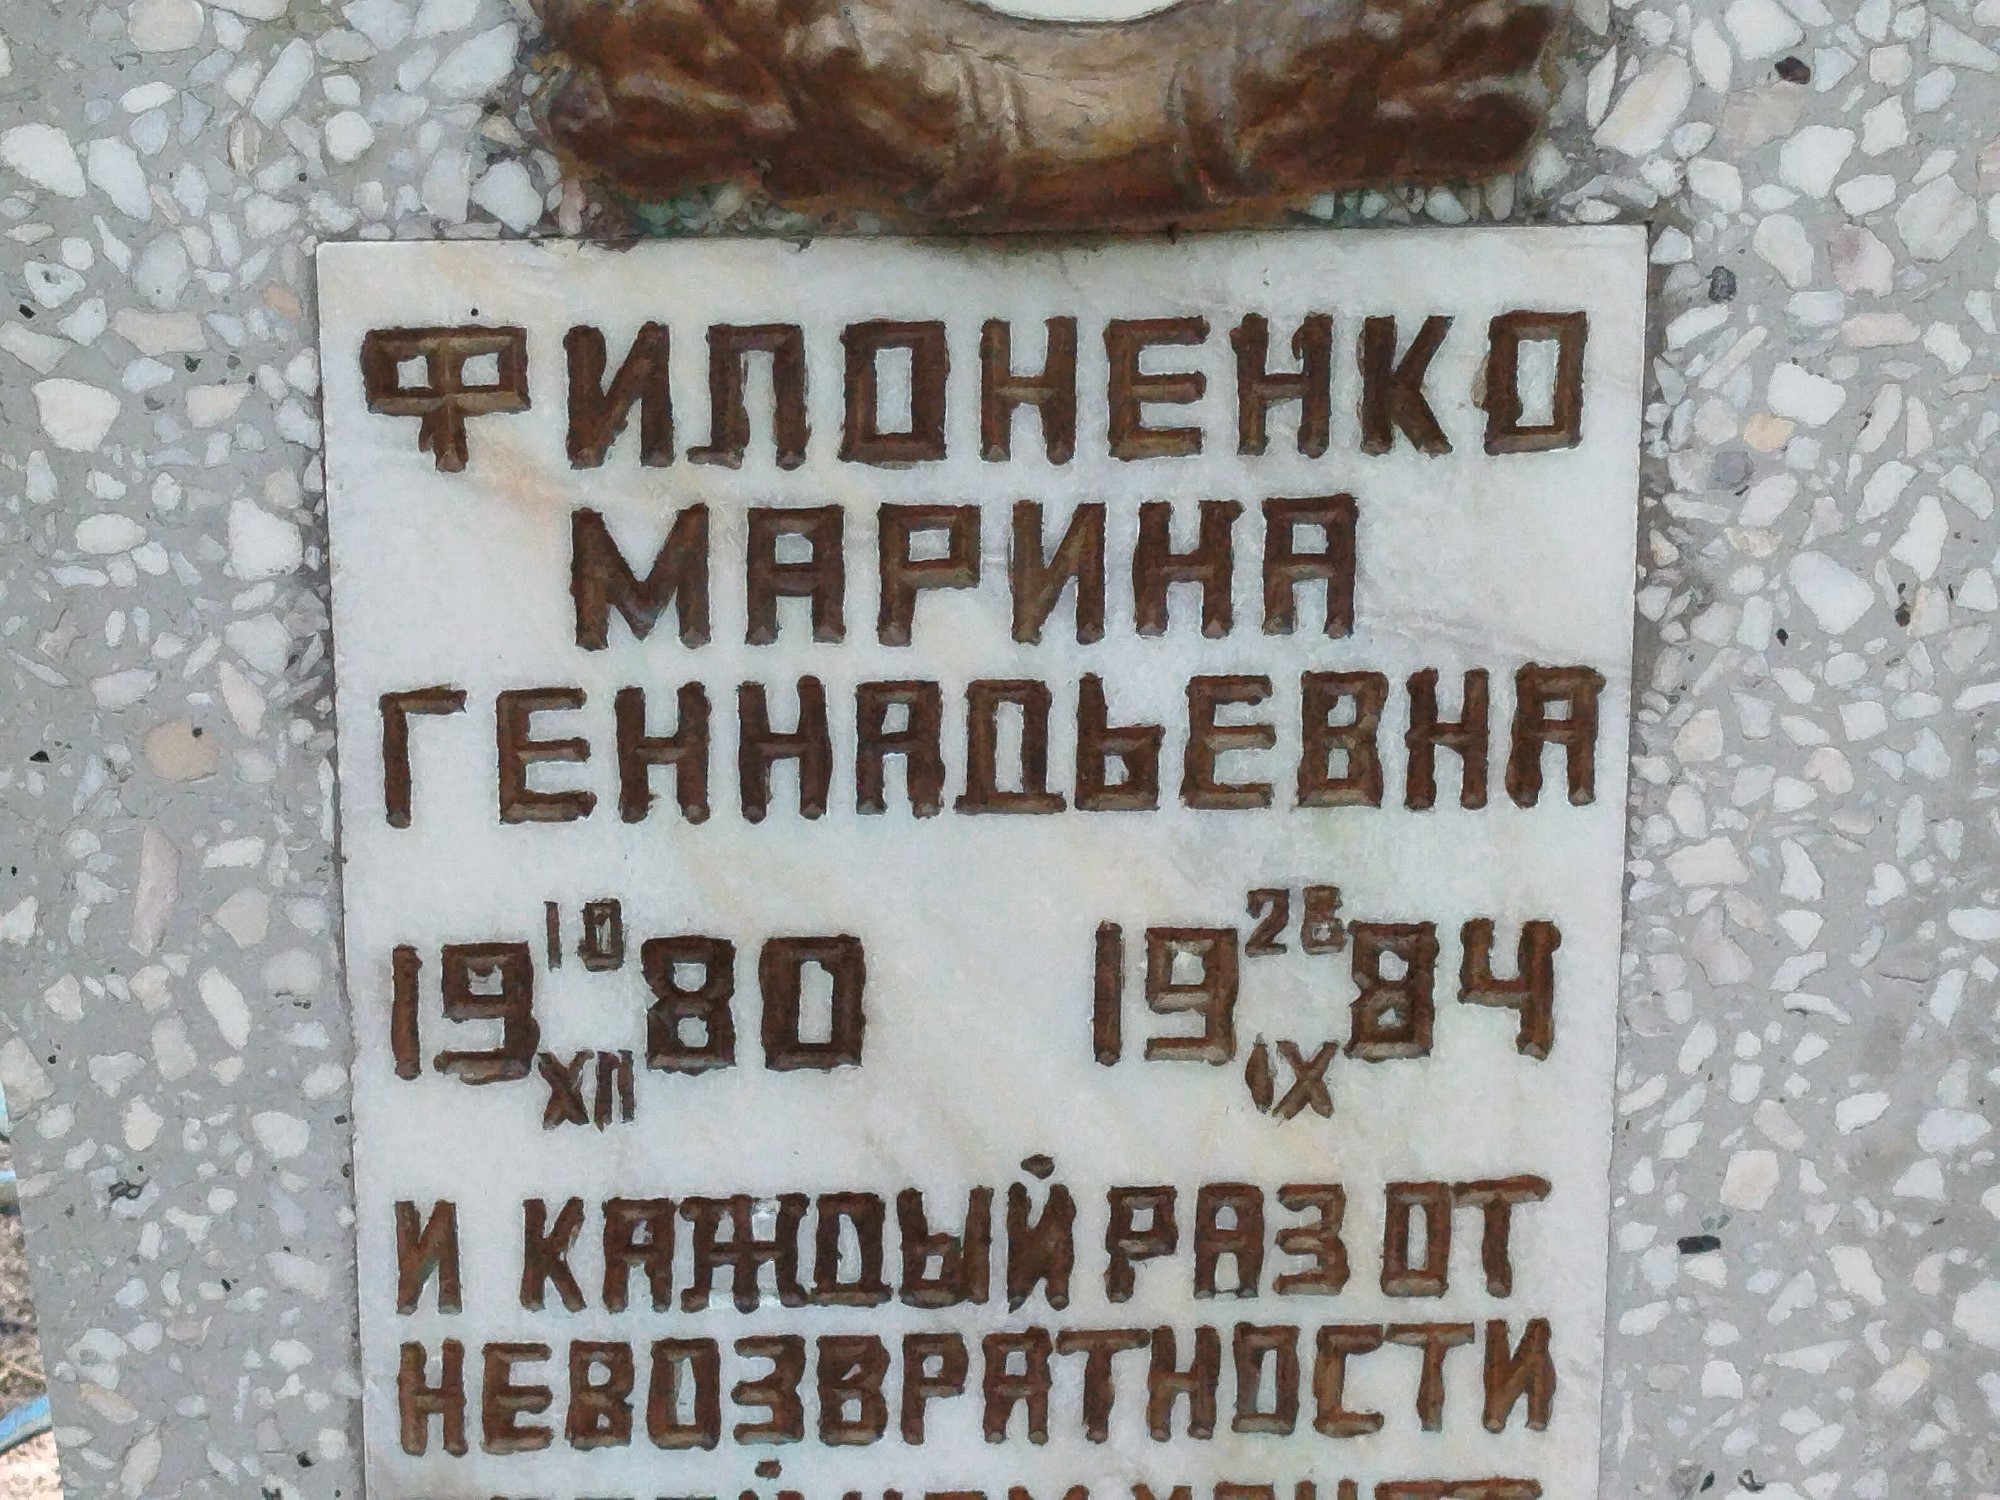 ФИЛОНЕНКО
МАРИНА
ГЕННАДЬЕВНА
19 10 XII 80 19 26 IX 84
И КАЖДЫЙ РАЗ ОТ
НЕВОЗВРАТНОСТИ